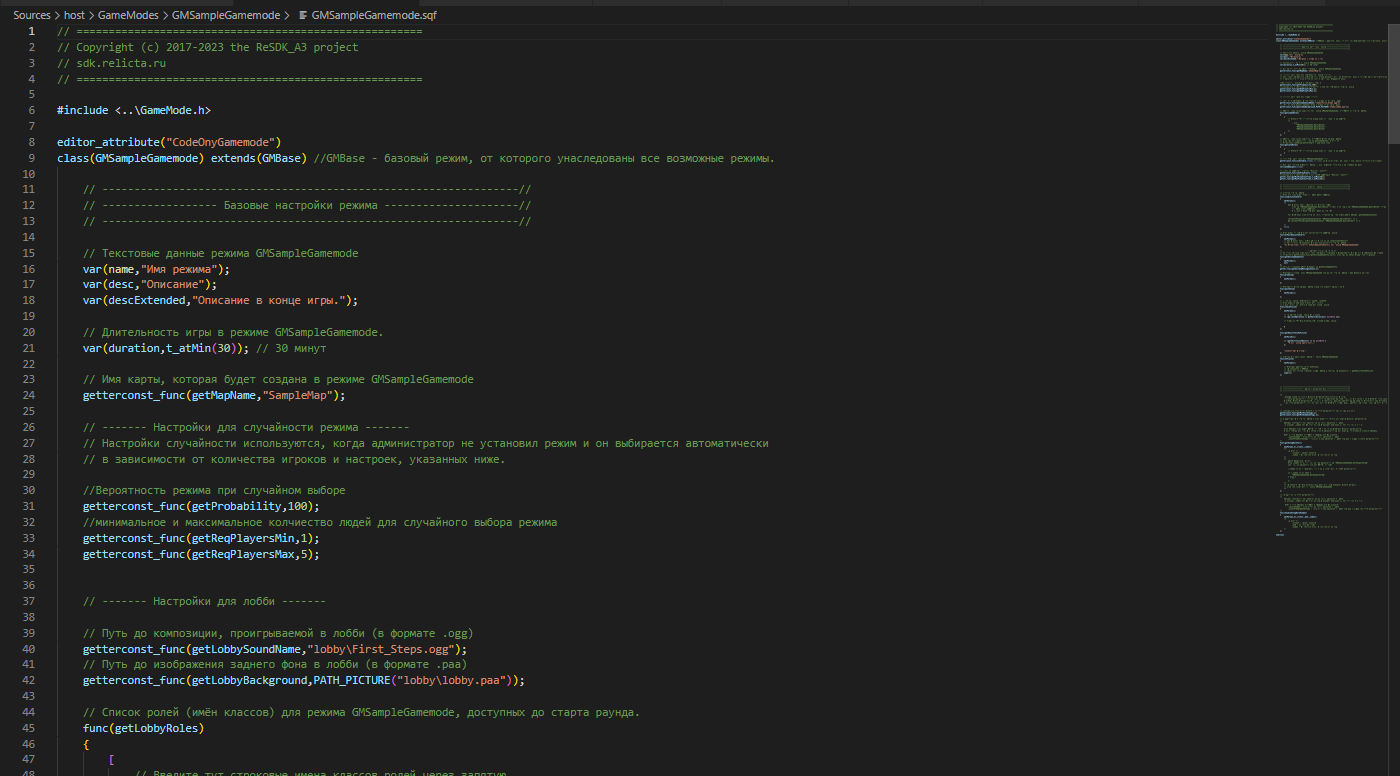 Sources > host > GameModes > GMSampleGamemode > GMSampleGamemode.sqf
1 // ======================================================
2 // Copyright (c) 2017-2023 the ReSDK_A3 project
3 // sdk.relicta.ru
4 // ======================================================
5
6 #include <..\GameMode.h>
7
8 editor_attribute("CodeOnyGamemode")
9 class(GMSampleGamemode) extends(GMBase) //GMBase - базовый режим, от которого унаследованы все возможные режимы.
10
11 // -----------------------------------------------------------------//
12 // ------------------ Базовые настройки режима ---------------------//
13 // -----------------------------------------------------------------//
14
15 // Текстовые данные режима GMSampleGamemode
16 var(name,"Имя режима");
17 var(desc,"Описание");
18 var(descExtended,"Описание в конце игры.");
19
20 // Длительность игры в режиме GMSampleGamemode.
21 var(duration,t_atMin(30)); // 30 минут
22
23 // Имя карты, которая будет создана в режиме GMSampleGamemode
24 getterconst_func(getMapName,"SampleMap");
25
26 // ------- Настройки для случайности режима -------
27 // Настройки случайности используются, когда администратор не установил режим и он выбирается автоматически
28 // в зависимости от количества игроков и настроек, указанных ниже.
29
30 //Вероятность режима при случайном выборе
31 getterconst_func(getProbability,100);
32 //минимальное и максимальное колчиество людей для случайного выбора режима
33 getterconst_func(getReqPlayersMin,1);
34 getterconst_func(getReqPlayersMax,5);
35
36
37 // ------- Настройки для лобби -------
38
39 // Путь до композиции, проигрываемой в лобби (в формате .ogg)
40 getterconst_func(getLobbySoundName,"lobby\First_Steps.ogg");
41 // Путь до изображения заднего фона в лобби (в формате .paa)
42 getterconst_func(getLobbyBackground,PATH_PICTURE("lobby\lobby.paa"));
43
44 // Список ролей (имён классов) для режима GMSampleGamemode, доступных до старта раунда.
45 func(getLobbyRoles)
46 {
47 [
48 // Введите тут строковые имена классов ролей через запятую